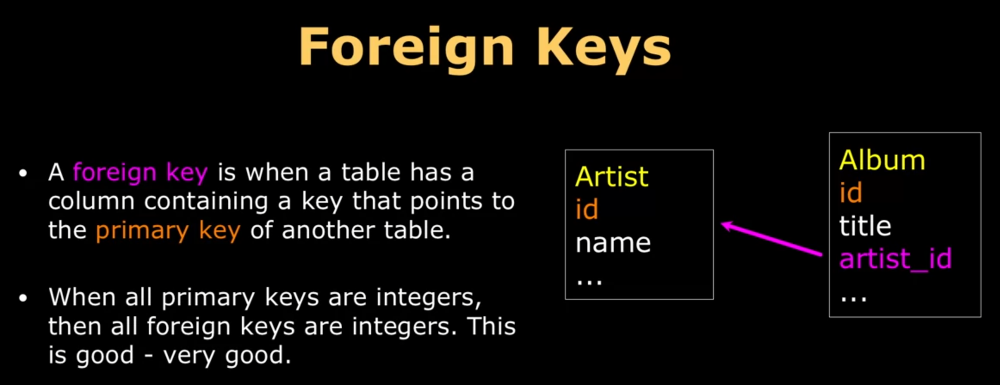 Foreign Keys
• A foreign key is when a table has a
column containing a key that points to
the primary key of another table.
• When all primary keys are integers,
then all foreign keys are integers. This
is good - very good.
Artist
id
name
...
Album
id
title
artist_id
...